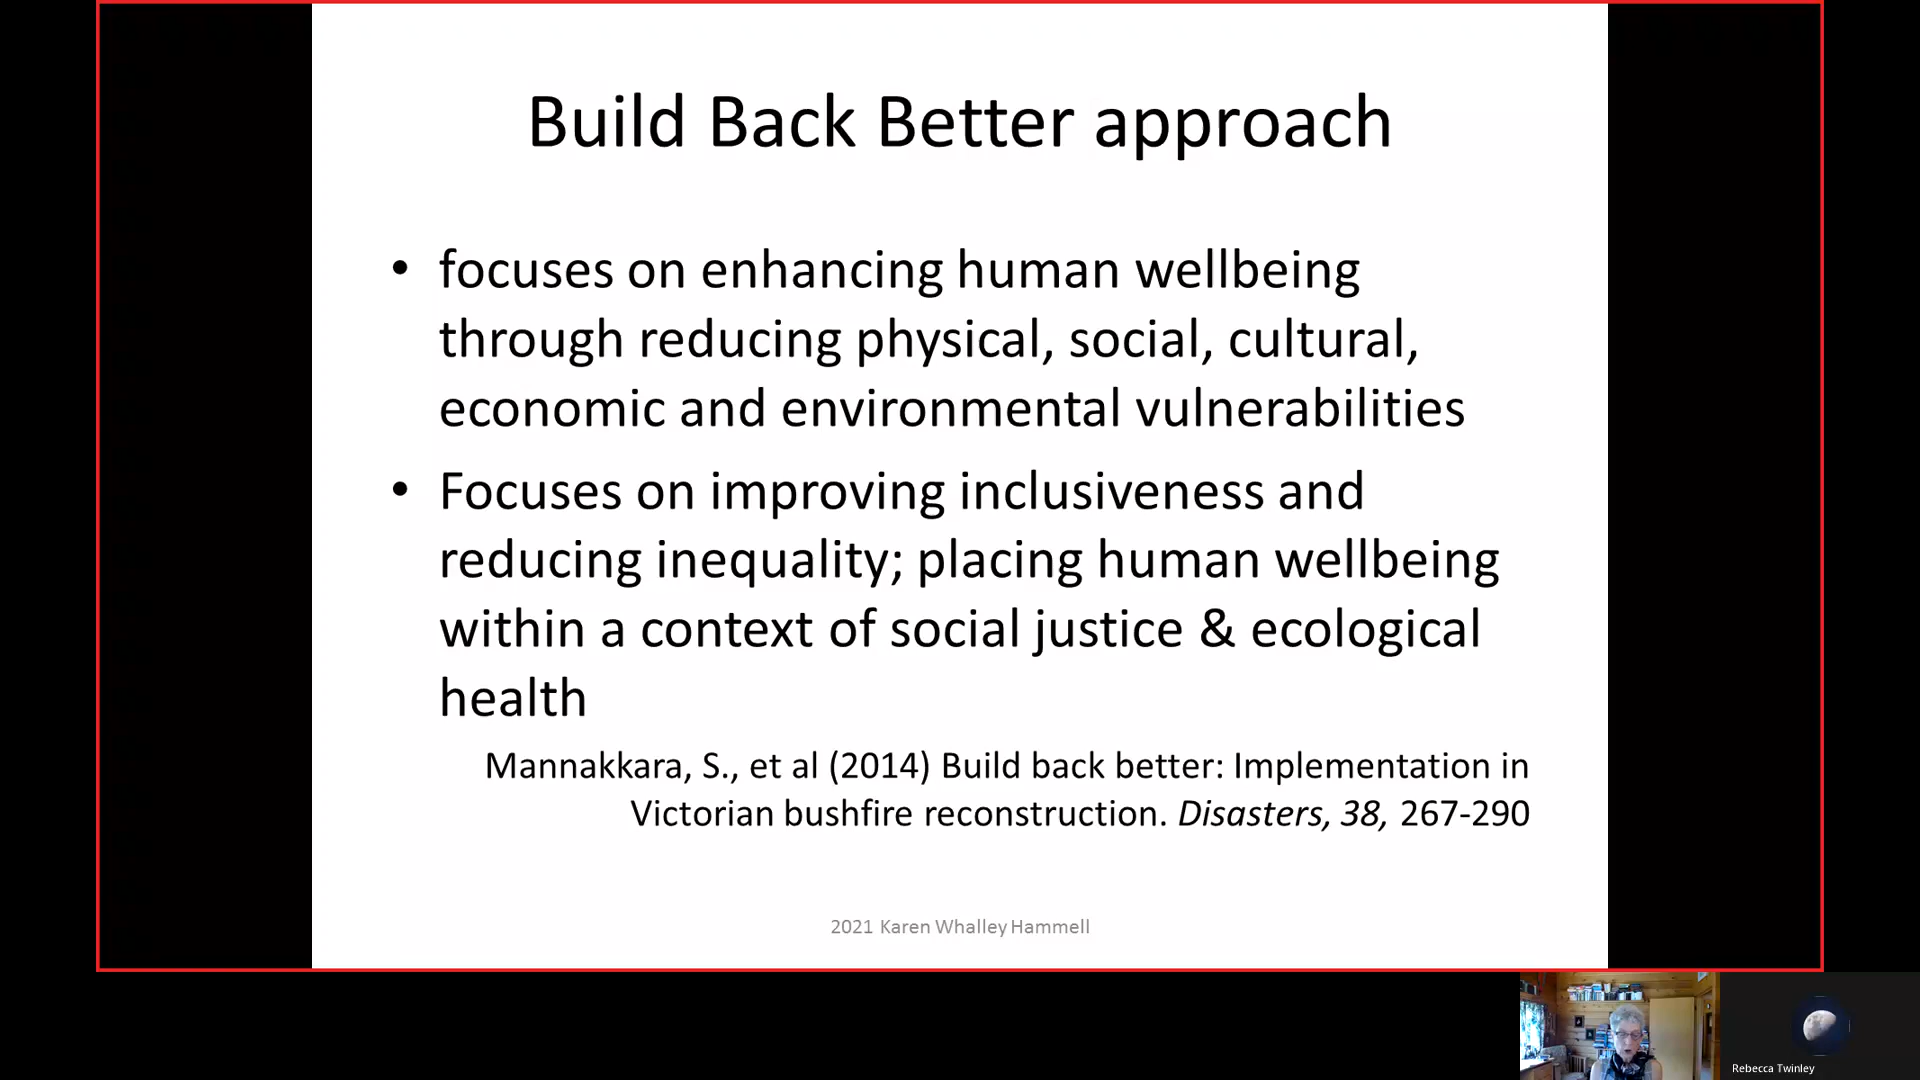 Build Back Better approach
• focuses on enhancing human wellbeing
through reducing physical, social, cultural,
economic and environmental vulnerabilities
• Focuses on improving inclusiveness and
reducing inequality; placing human wellbeing
within a context of social justice & ecological
health
Mannakkara, S., et al (2014) Build back better: Implementation in
Victorian bushfire reconstruction. Disasters, 38, 267-290
2021 Karen Whalley Hammell
Rebecca Twinley